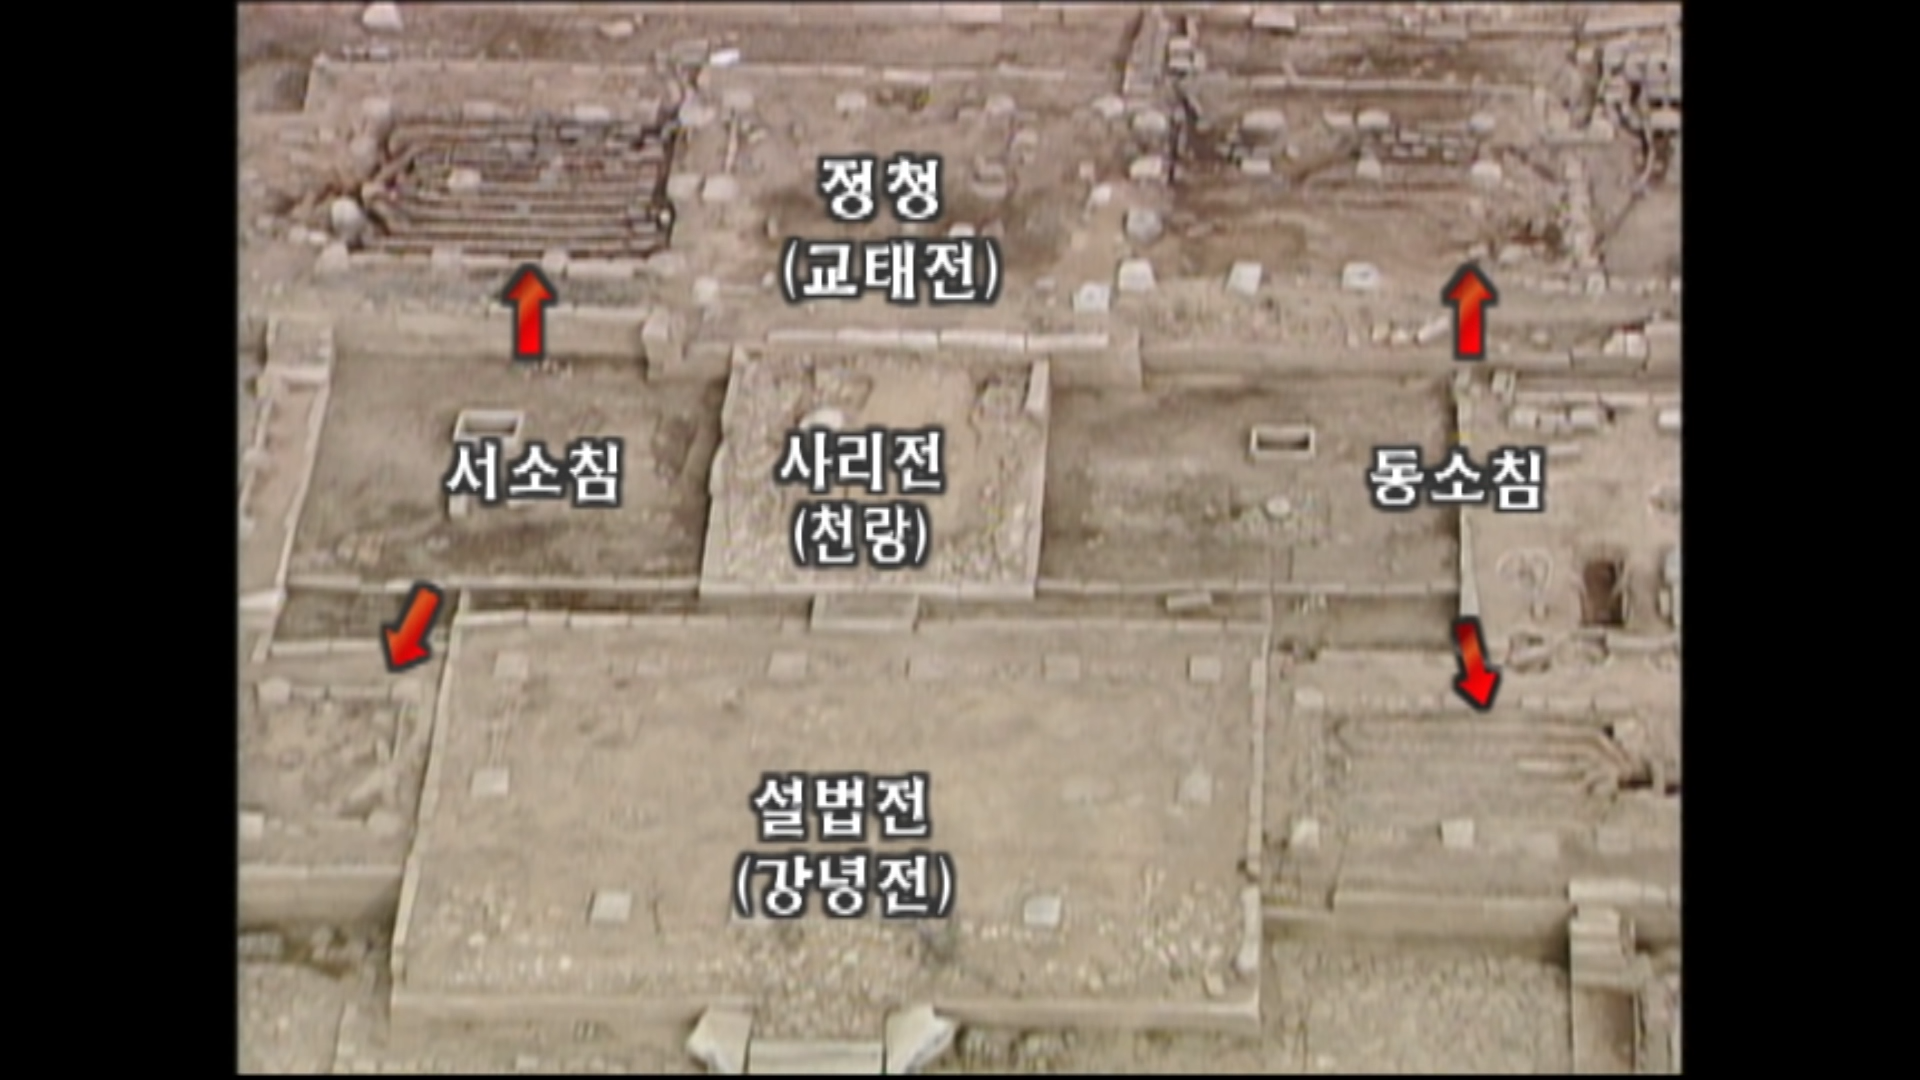 정청
(교태전)
서소침
사리전
(천랑)
동소침
설법전
(강녕전)